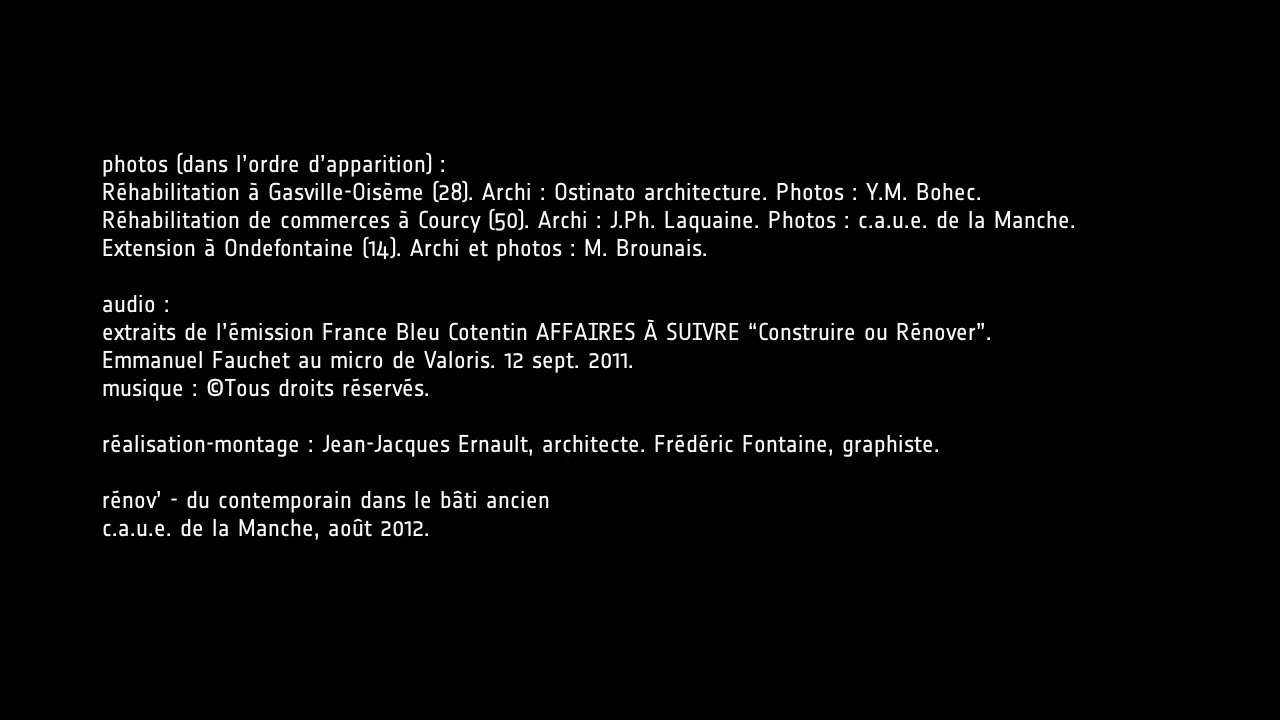 photos (dans l'ordre d'apparition) :
Réhabilitation à Gasville-Oisème (28). Archi : Ostinato architecture. Photos : Y.M. Bohec.
Réhabilitation de commerces à Courcy (50). Archi : J.Ph. Laquaine. Photos : c.a.u.e. de la Manche.
Extension à Ondefontaine (14). Archi et photos : M. Brounais.
audio :
extraits de l'émission France Bleu Cotentin AFFAIRES À SUIVRE “Construire ou Rénover”.
Emmanuel Fauchet au micro de Valoris. 12 sept. 2011.
musique : ©Tous droits réservés.
réalisation-montage : Jean-Jacques Ernault, architecte. Frédéric Fontaine, graphiste.
rénov' - du contemporain dans le bâti ancien
c.a.u.e. de la Manche, août 2012.